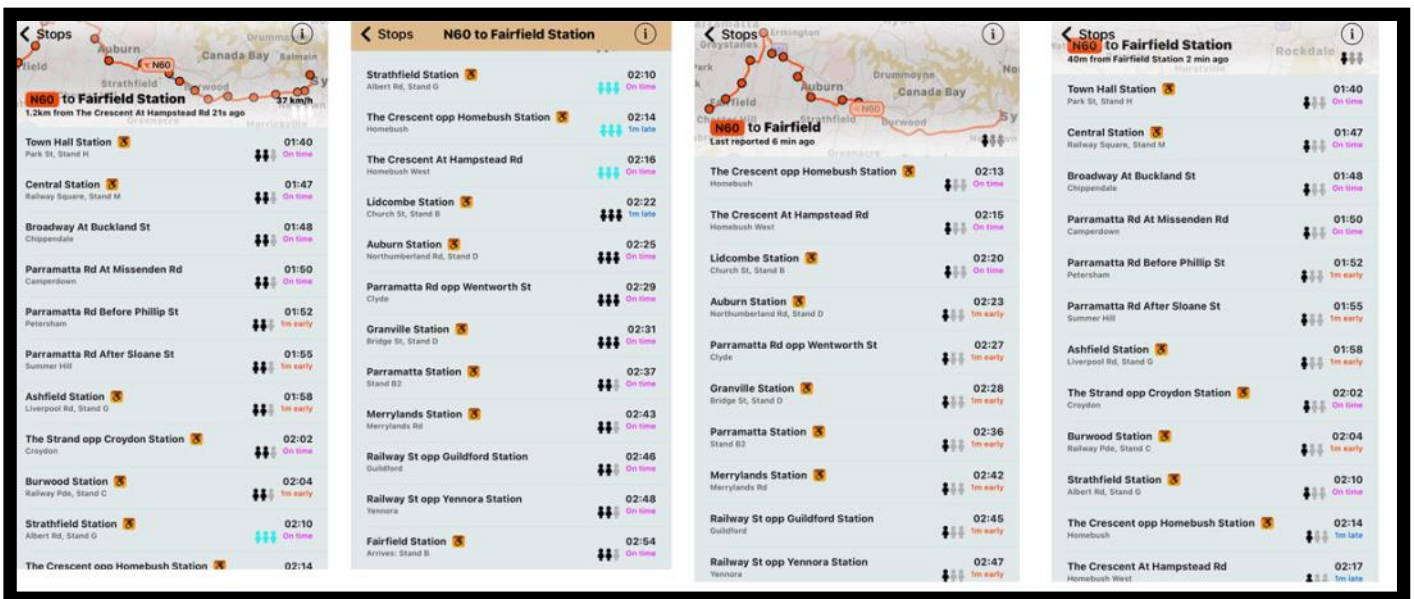 Stops
Auburn
Canada Bay
Strathfield
N60
N60 to Fairfield Station
37 km/h
1.2km from The Crescent At Hampstead Rd 21s ago
Town Hall Station 01:40
Park St, Stand H On time
Central Station 01:47
Railway Square, Stand M On time
Broadway At Buckland St 01:48
Chippendale On time
Parramatta Rd At Missenden Rd 01:50
Camperdown On time
Parramatta Rd Before Phillip St 01:52
Petersham 1m early
Parramatta Rd After Sloane St 01:55
Summer Hill 1m early
Ashfield Station 01:58
Liverpool Rd, Stand G 1m early
The Strand opp Croydon Station 02:02
Croydon On time
Burwood Station 02:04
Railway Pde, Stand C 1m early
Strathfield Station 02:10
Albert Rd, Stand G On time
The Crescent opp Homebush Station 02:14
Stops N60 to Fairfield Station
Strathfield Station 02:10
Albert Rd, Stand G On time
The Crescent opp Homebush Station 02:14
Homebush 1m late
The Crescent At Hampstead Rd 02:16
Homebush West On time
Lidcombe Station 02:22
Church St, Stand B 1m late
Auburn Station 02:25
Northumberland Rd, Stand D On time
Parramatta Rd opp Wentworth St 02:29
Clyde On time
Granville Station 02:31
Bridge St, Stand D On time
Parramatta Station 02:37
Stand B2 On time
Merrylands Station 02:43
Merrylands Rd On time
Railway St opp Guildford Station 02:46
Guildford On time
Railway St opp Yennora Station 02:48
Yennora On time
Fairfield Station 02:54
Arrives: Stand B On time
Stops
Ermington
Greystanes
Drummoyne
Auburn
Canada Bay
N60
Strathfield
Burwood
N60 to Fairfield
Last reported 6 min ago
Greenacre
The Crescent opp Homebush Station 02:13
Homebush On time
The Crescent At Hampstead Rd 02:15
Homebush West On time
Lidcombe Station 02:20
Church St, Stand B On time
Auburn Station 02:23
Northumberland Rd, Stand D 1m early
Parramatta Rd opp Wentworth St 02:27
Clyde 1m early
Granville Station 02:28
Bridge St, Stand D 1m early
Parramatta Station 02:36
Stand B2 1m early
Merrylands Station 02:42
Merrylands Rd 1m early
Railway St opp Guildford Station 02:45
Guildford 1m early
Railway St opp Yennora Station 02:47
Yennora 1m early
Stops
N60 to Fairfield Station
Rockdale
40m from Fairfield Station 2 min ago
Hurstville
Town Hall Station 01:40
Park St, Stand H On time
Central Station 01:47
Railway Square, Stand M On time
Broadway At Buckland St 01:48
Chippendale On time
Parramatta Rd At Missenden Rd 01:50
Camperdown On time
Parramatta Rd Before Phillip St 01:52
Petersham 1m early
Parramatta Rd After Sloane St 01:55
Summer Hill 1m early
Ashfield Station 01:58
Liverpool Rd, Stand G 1m early
The Strand opp Croydon Station 02:02
Croydon On time
Burwood Station 02:04
Railway Pde, Stand C 1m early
Strathfield Station 02:10
Albert Rd, Stand G On time
The Crescent opp Homebush Station 02:14
Homebush 1m late
The Crescent At Hampstead Rd 02:17
Homebush West 1m late